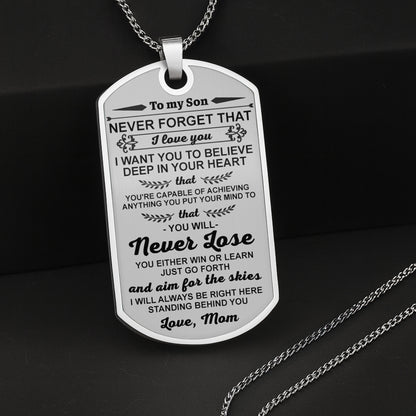 To my Son
NEVER FORGET THAT
I love you
I WANT YOU TO BELIEVE
DEEP IN YOUR HEART
that
YOU'RE CAPABLE OF ACHIEVING
ANYTHING YOU PUT YOUR MIND TO
that
- YOU WILL -
Never Lose
YOU EITHER WIN OR LEARN
JUST GO FORTH
and aim for the skies
I WILL ALWAYS BE RIGHT HERE
STANDING BEHIND YOU
Love, Mom